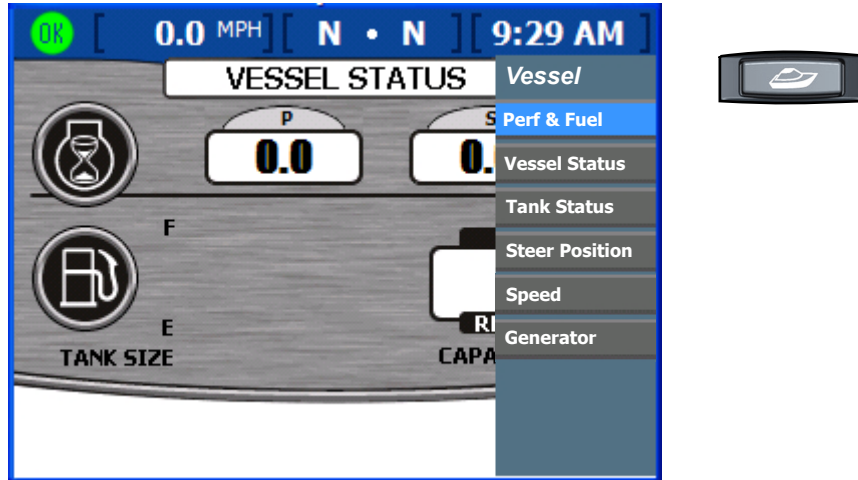 OK [ 0.0 MPH ] [ N • N ] [ 9:29 AM ]
VESSEL STATUS
Vessel
P
S
Perf & Fuel
0.0
0.
Vessel Status
Tank Status
F
Steer Position
Speed
E
Generator
TANK SIZE
CAPA